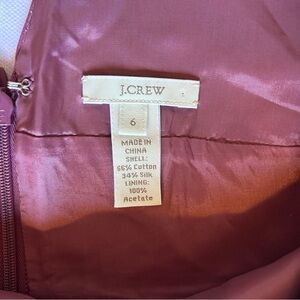 J.CREW
6
MADE IN
CHINA
SHELL:
66% Cotton
34% Silk
LINING:
100%
Acetate